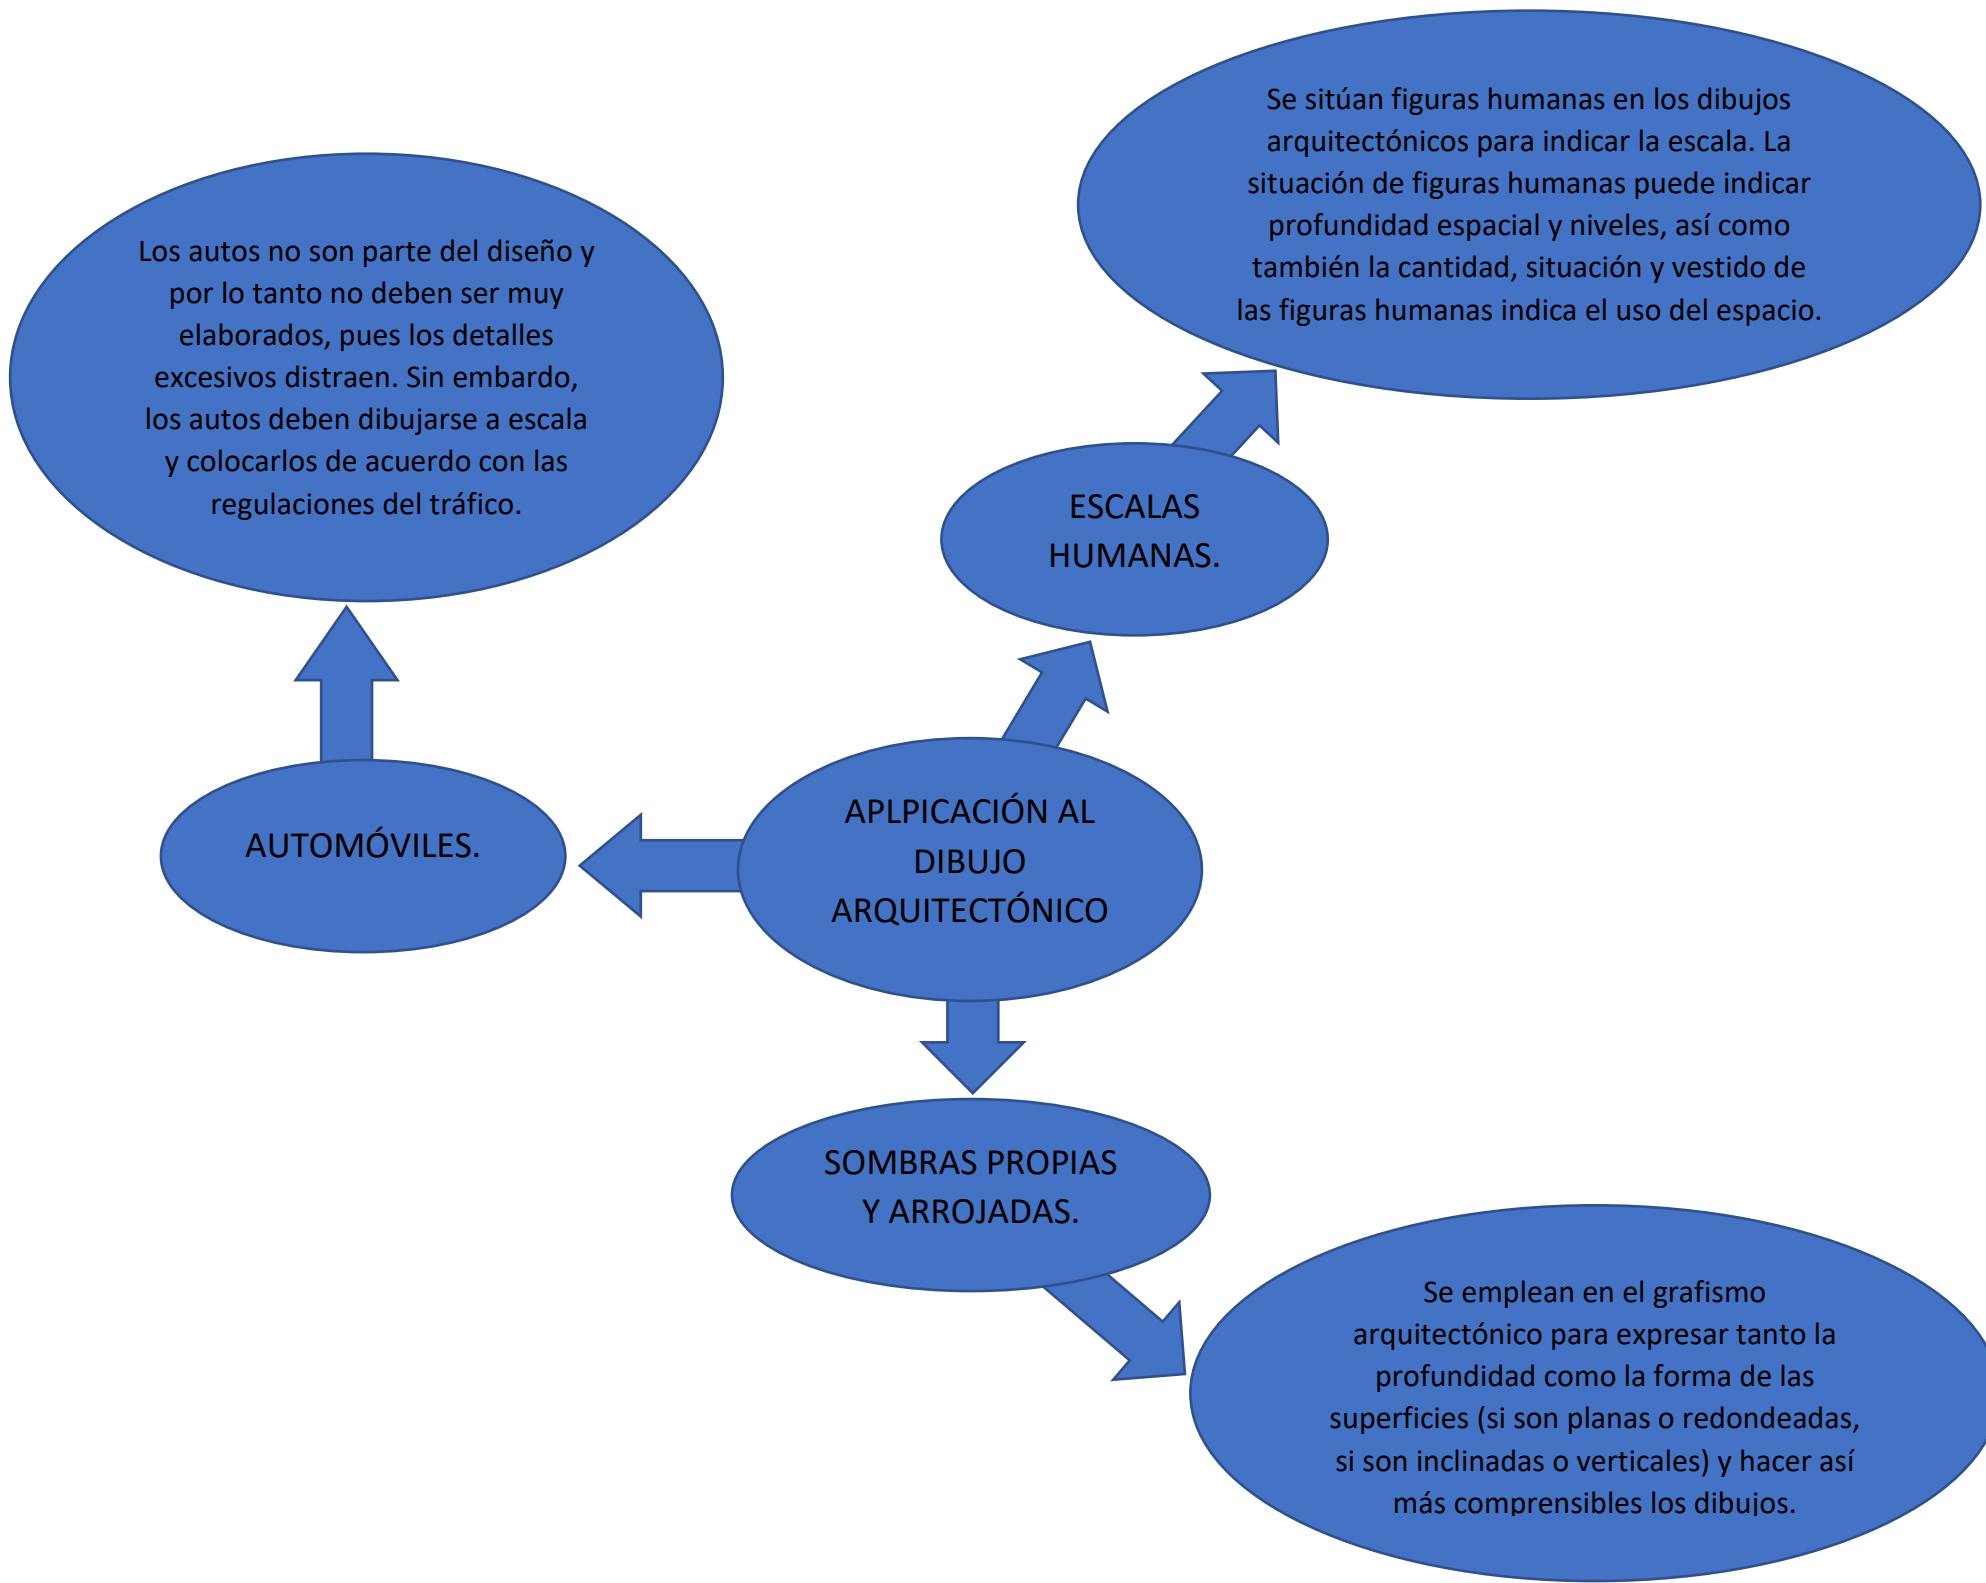 Se sitúan figuras humanas en los dibujos
arquitectónicos para indicar la escala. La
situación de figuras humanas puede indicar
profundidad espacial y niveles, así como
también la cantidad, situación y vestido de
las figuras humanas indica el uso del espacio.
Los autos no son parte del diseño y
por lo tanto no deben ser muy
elaborados, pues los detalles
excesivos distraen. Sin embardo,
los autos deben dibujarse a escala
y colocarlos de acuerdo con las
regulaciones del tráfico.
ESCALAS
HUMANAS.
APLPICACIÓN AL
DIBUJO
ARQUITECTÓNICO
AUTOMÓVILES.
SOMBRAS PROPIAS
Y ARROJADAS.
Se emplean en el grafismo
arquitectónico para expresar tanto la
profundidad como la forma de las
superficies (si son planas o redondeadas,
si son inclinadas o verticales) y hacer así
más comprensibles los dibujos.